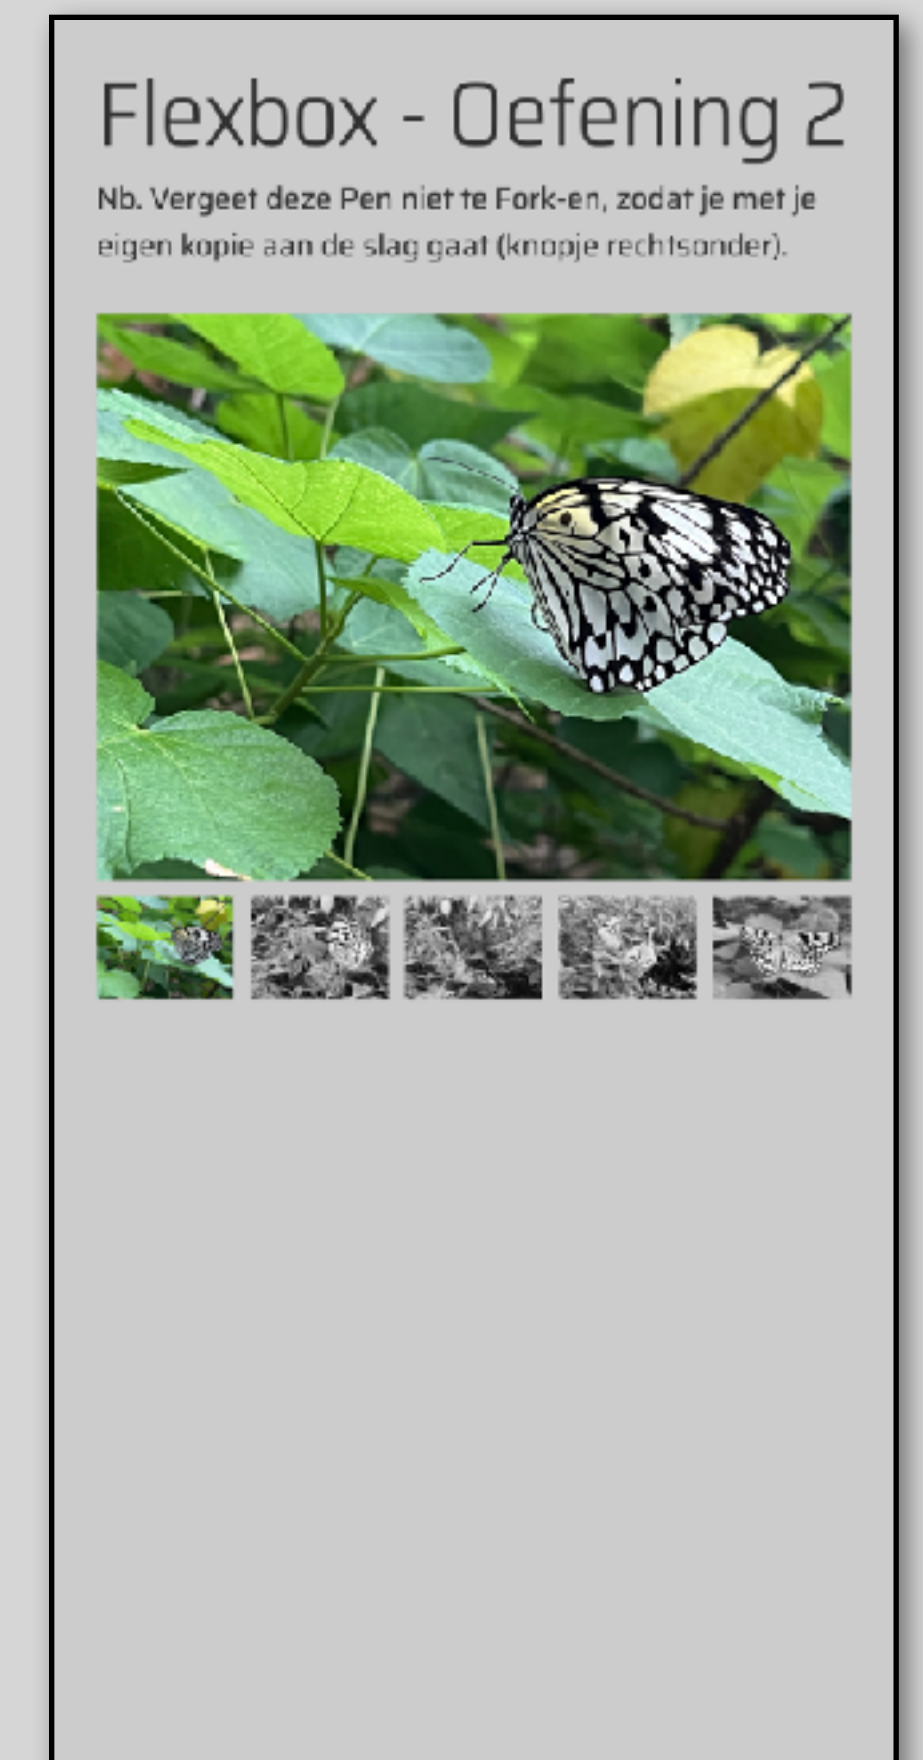 Flexbox - Oefening 2
Nb. Vergeet deze Pen niet te Fork-en, zodat je met je
eigen kopie aan de slag gaat (knopje rechtsonder).